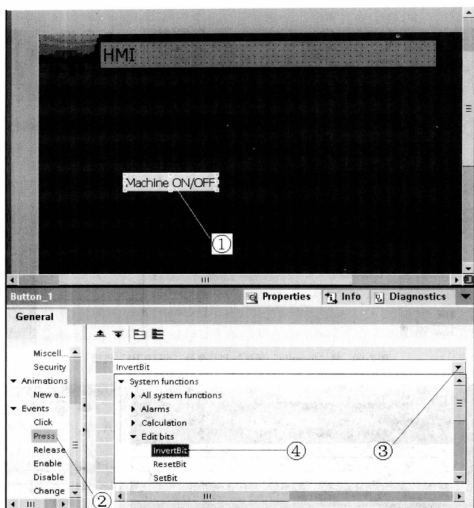 HMI
Machine ON/OFF
①
Button_1
Properties
Info
Diagnostics
General
Miscell...
Security
Animations
New a...
Events
Click
Press
Release
Enable
Disable
Change
②
InvertBit
③
System functions
All system functions
Alarms
Calculation
Edit bits
InvertBit
④
ResetBit
SetBit